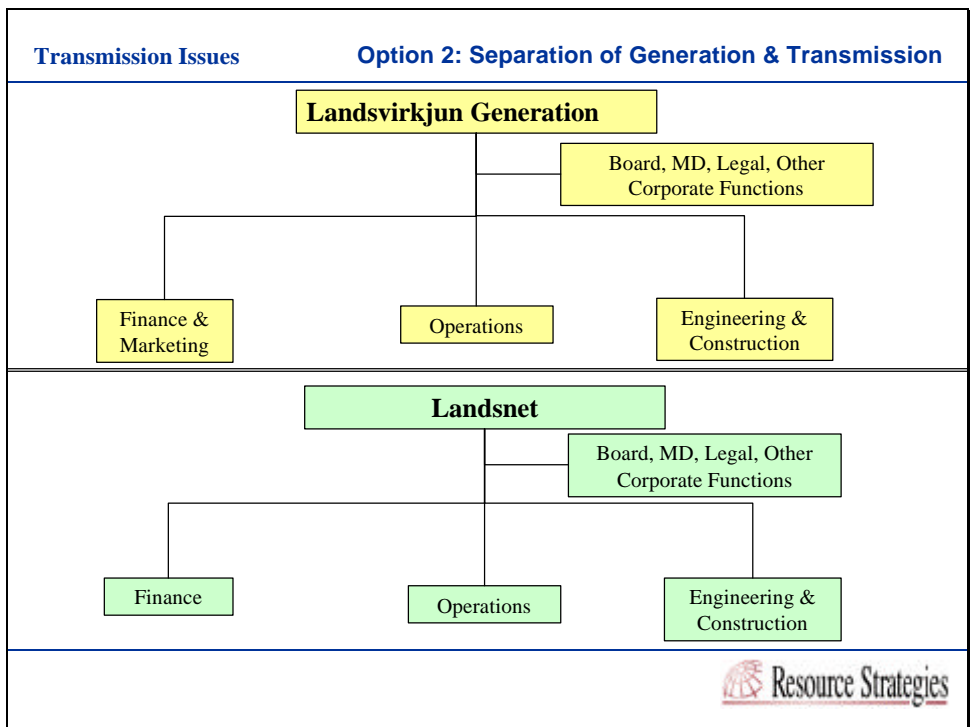 Transmission Issues
Option 2: Separation of Generation & Transmission
Landsvirkjun Generation
Board, MD, Legal, Other
Corporate Functions
Finance &
Marketing
Operations
Engineering &
Construction
Landsnet
Board, MD, Legal, Other
Corporate Functions
Finance
Operations
Engineering &
Construction
Resource Strategies